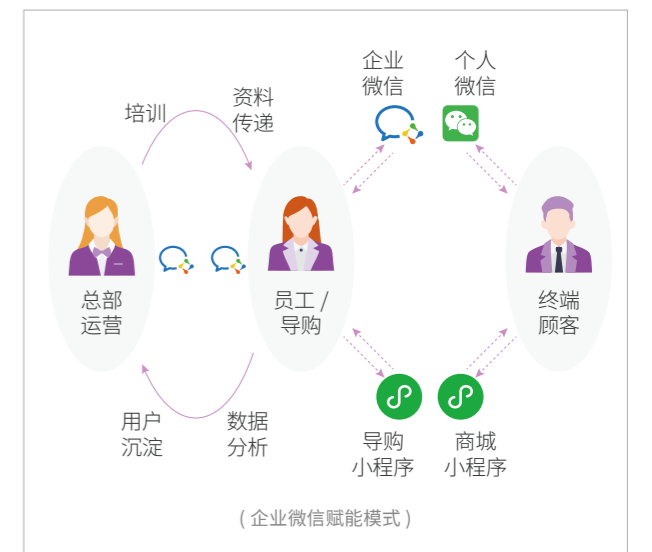 企业
微信
个人
微信
培训
资料
传递
总部
运营
员工 /
导购
终端
顾客
用户
沉淀
数据
分析
导购
小程序
商城
小程序
( 企业微信赋能模式 )